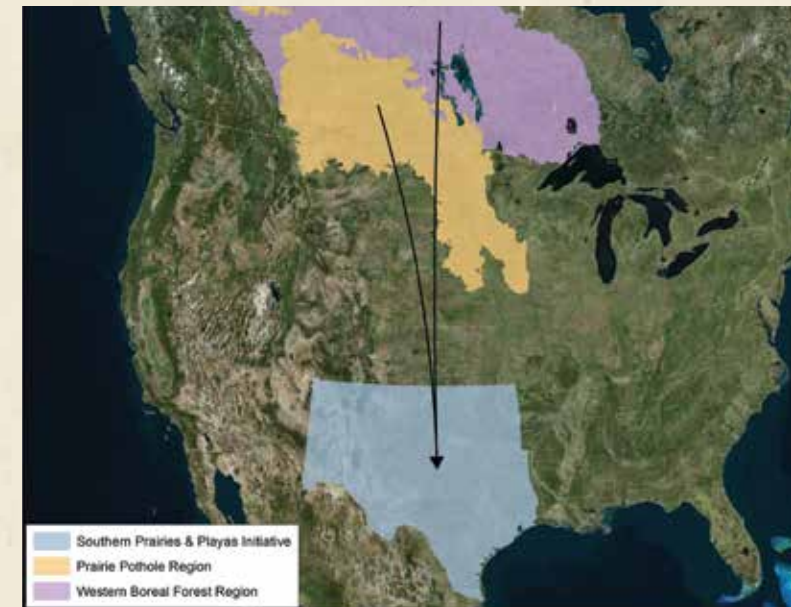 Southern Prairies & Playas Initiative
Prairie Pothole Region
Western Boreal Forest Region